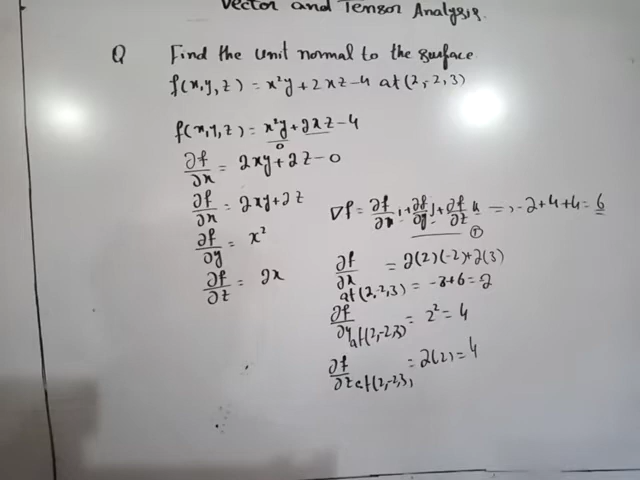 Vector and Tensor Analysis.
Q Find the unit normal to the surface
f(x,y,z) = x²y + 2xz - 4 at (2,-2,3)
f(x,y,z) = x²y + 2xz - 4
0
∂f/∂x = 2xy + 2z - 0
∂f/∂x = 2xy + 2z
∂f/∂y = x²
∂f/∂z = 2x
∇f = ∂f/∂x i + ∂f/∂y j + ∂f/∂z k => -2+4+4 = 6
∂f/∂x = 2(2)(-2)+2(3)
at (2,-2,3) = -8+6 = 2
∂f/∂y at (2,-2,3) = 2² = 4
∂f/∂z at (2,-2,3, = 2(2) = 4